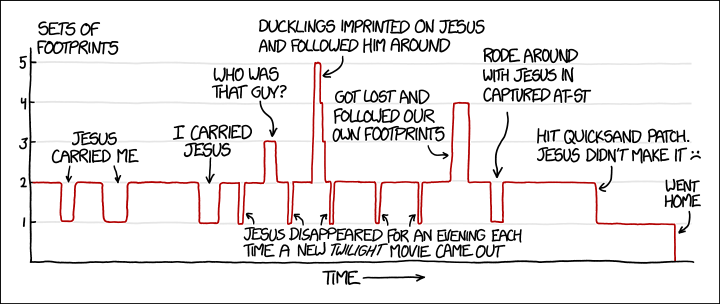 SETS OF
FOOTPRINTS
DUCKLINGS IMPRINTED ON JESUS
AND FOLLOWED HIM AROUND
WHO WAS
THAT GUY?
RODE AROUND
WITH JESUS IN
CAPTURED AT-ST
GOT LOST AND
FOLLOWED OUR
OWN FOOTPRINTS
JESUS
CARRIED ME
I CARRIED
JESUS
HIT QUICKSAND PATCH.
JESUS DIDN'T MAKE IT :(
WENT
HOME
5
4
3
2
1
JESUS DISAPPEARED FOR AN EVENING EACH
TIME A NEW TWILIGHT MOVIE CAME OUT
TIME